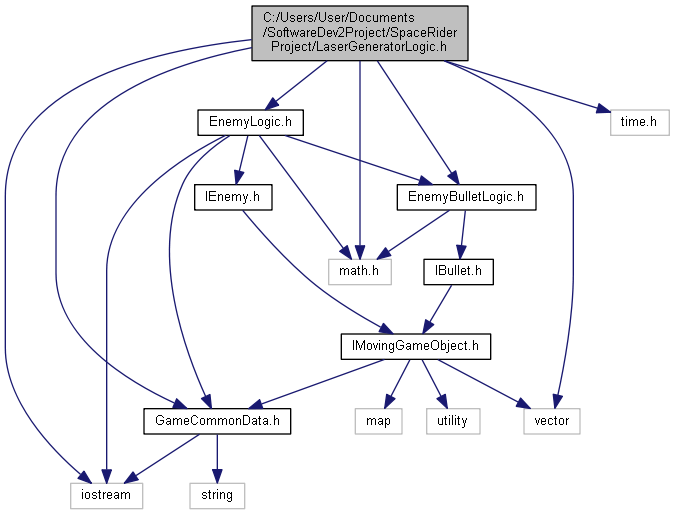 C:/Users/User/Documents
/SoftwareDev2Project/SpaceRider
Project/LaserGeneratorLogic.h
EnemyLogic.h
time.h
IEnemy.h
EnemyBulletLogic.h
math.h
IBullet.h
IMovingGameObject.h
GameCommonData.h
map
utility
vector
iostream
string